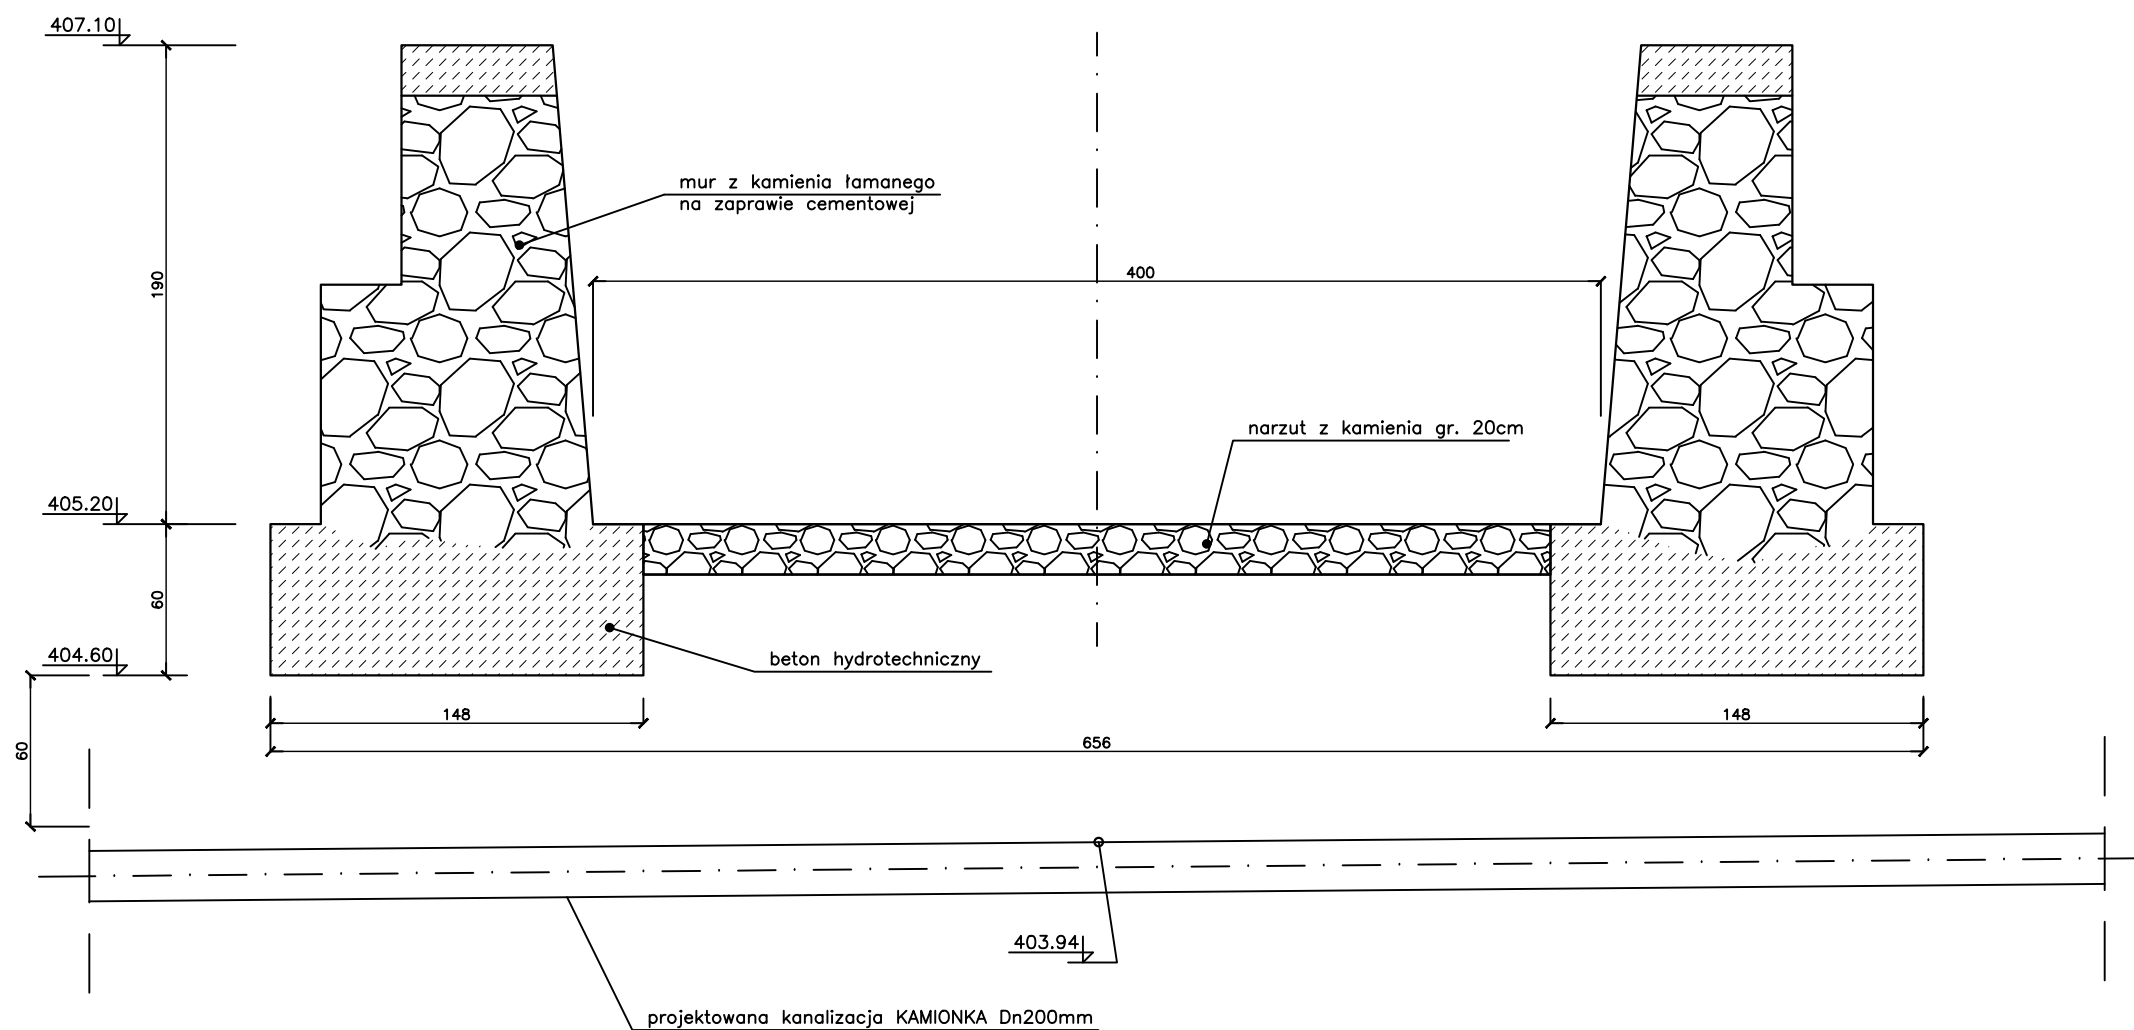 407.10
mur z kamienia łamanego
na zaprawie cementowej
190
400
narzut z kamienia gr. 20cm
405.20
60
404.60
beton hydrotechniczny
148
148
656
60
403.94
projektowana kanalizacja KAMIONKA Dn200mm